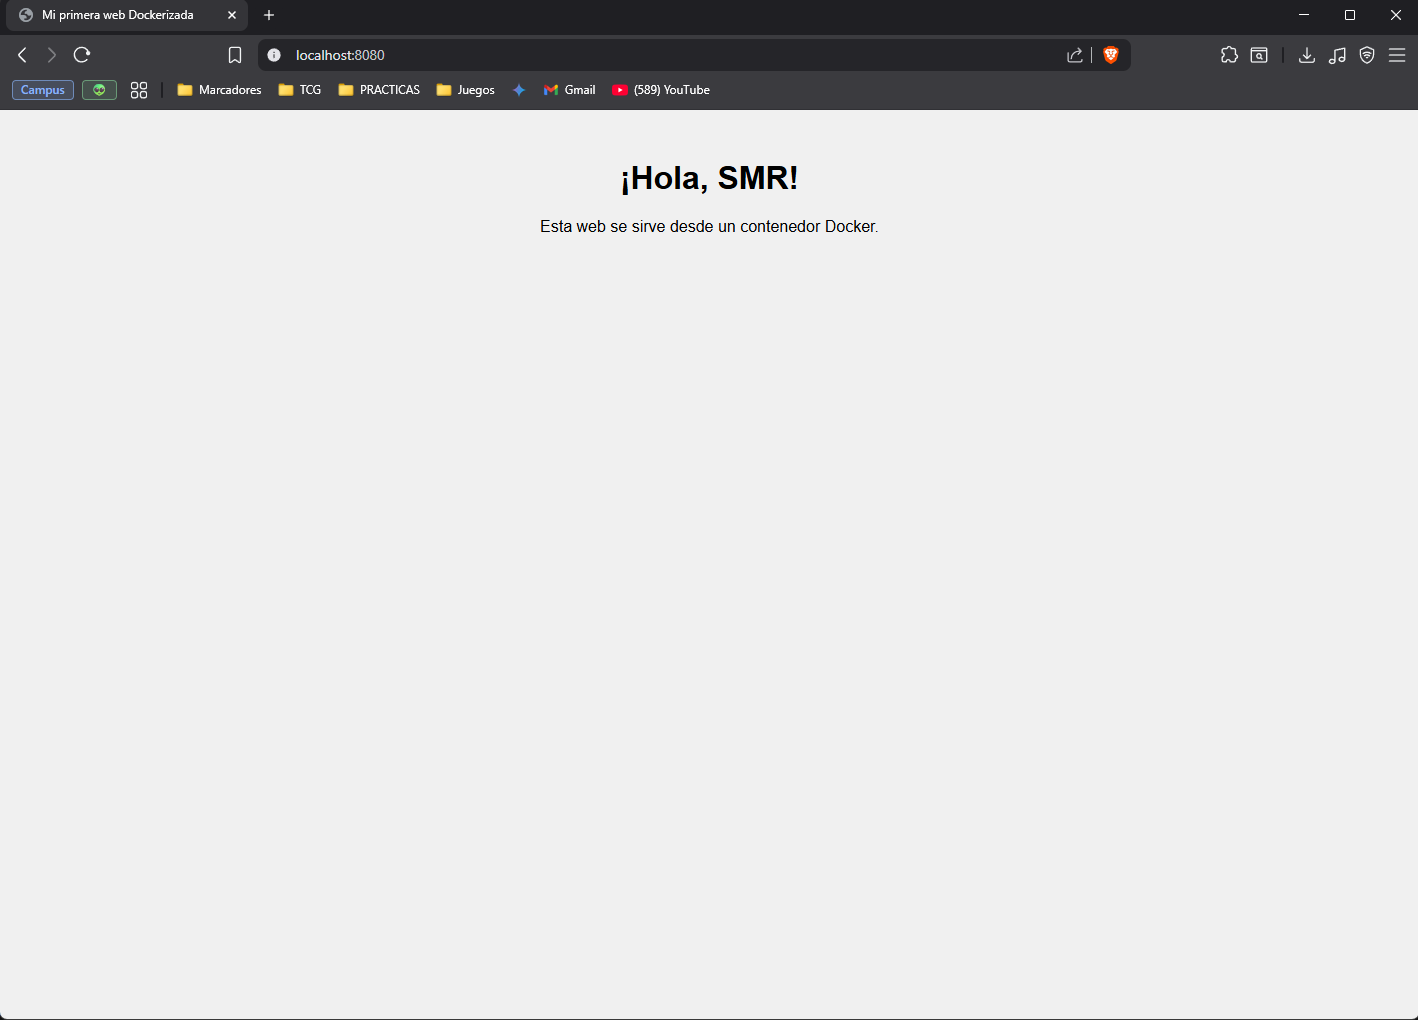 Mi primera web Dockerizada
localhost:8080
Campus
Marcadores
TCG
PRACTICAS
Juegos
Gmail
(589) YouTube
¡Hola, SMR!
Esta web se sirve desde un contenedor Docker.